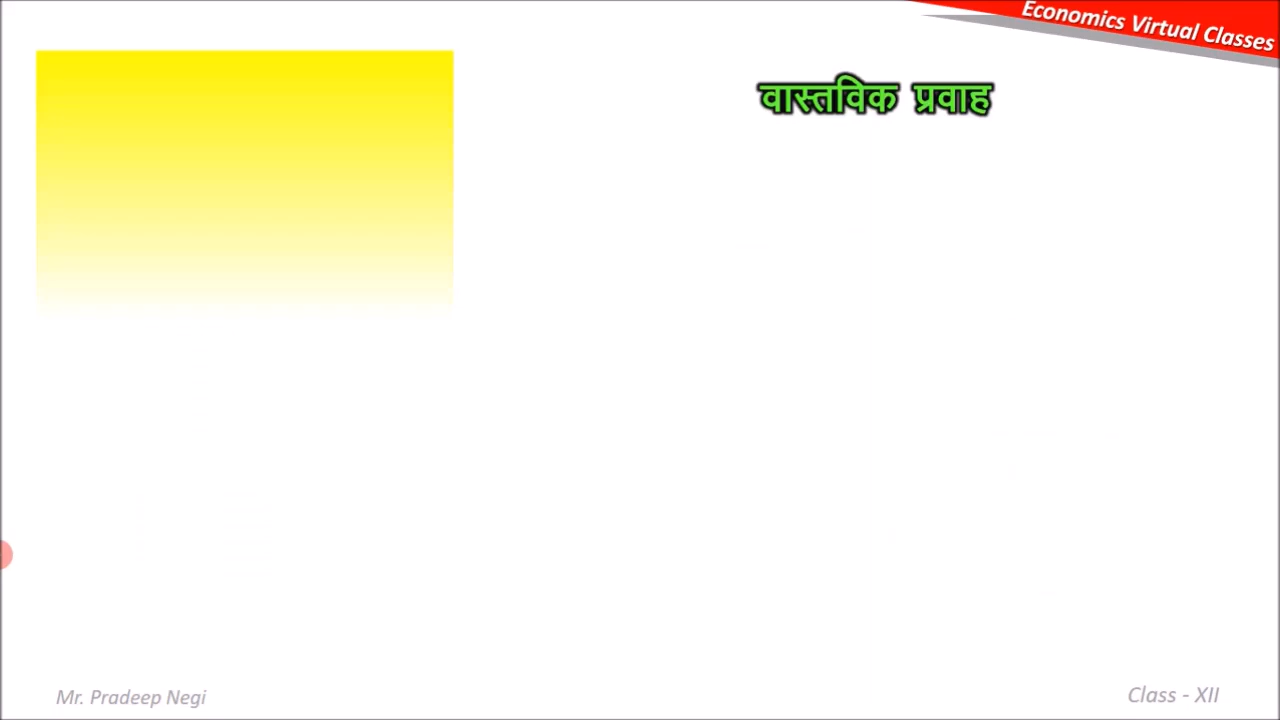 Economics Virtual Classes
वास्तविक प्रवाह
Mr. Pradeep Negi
Class - XII